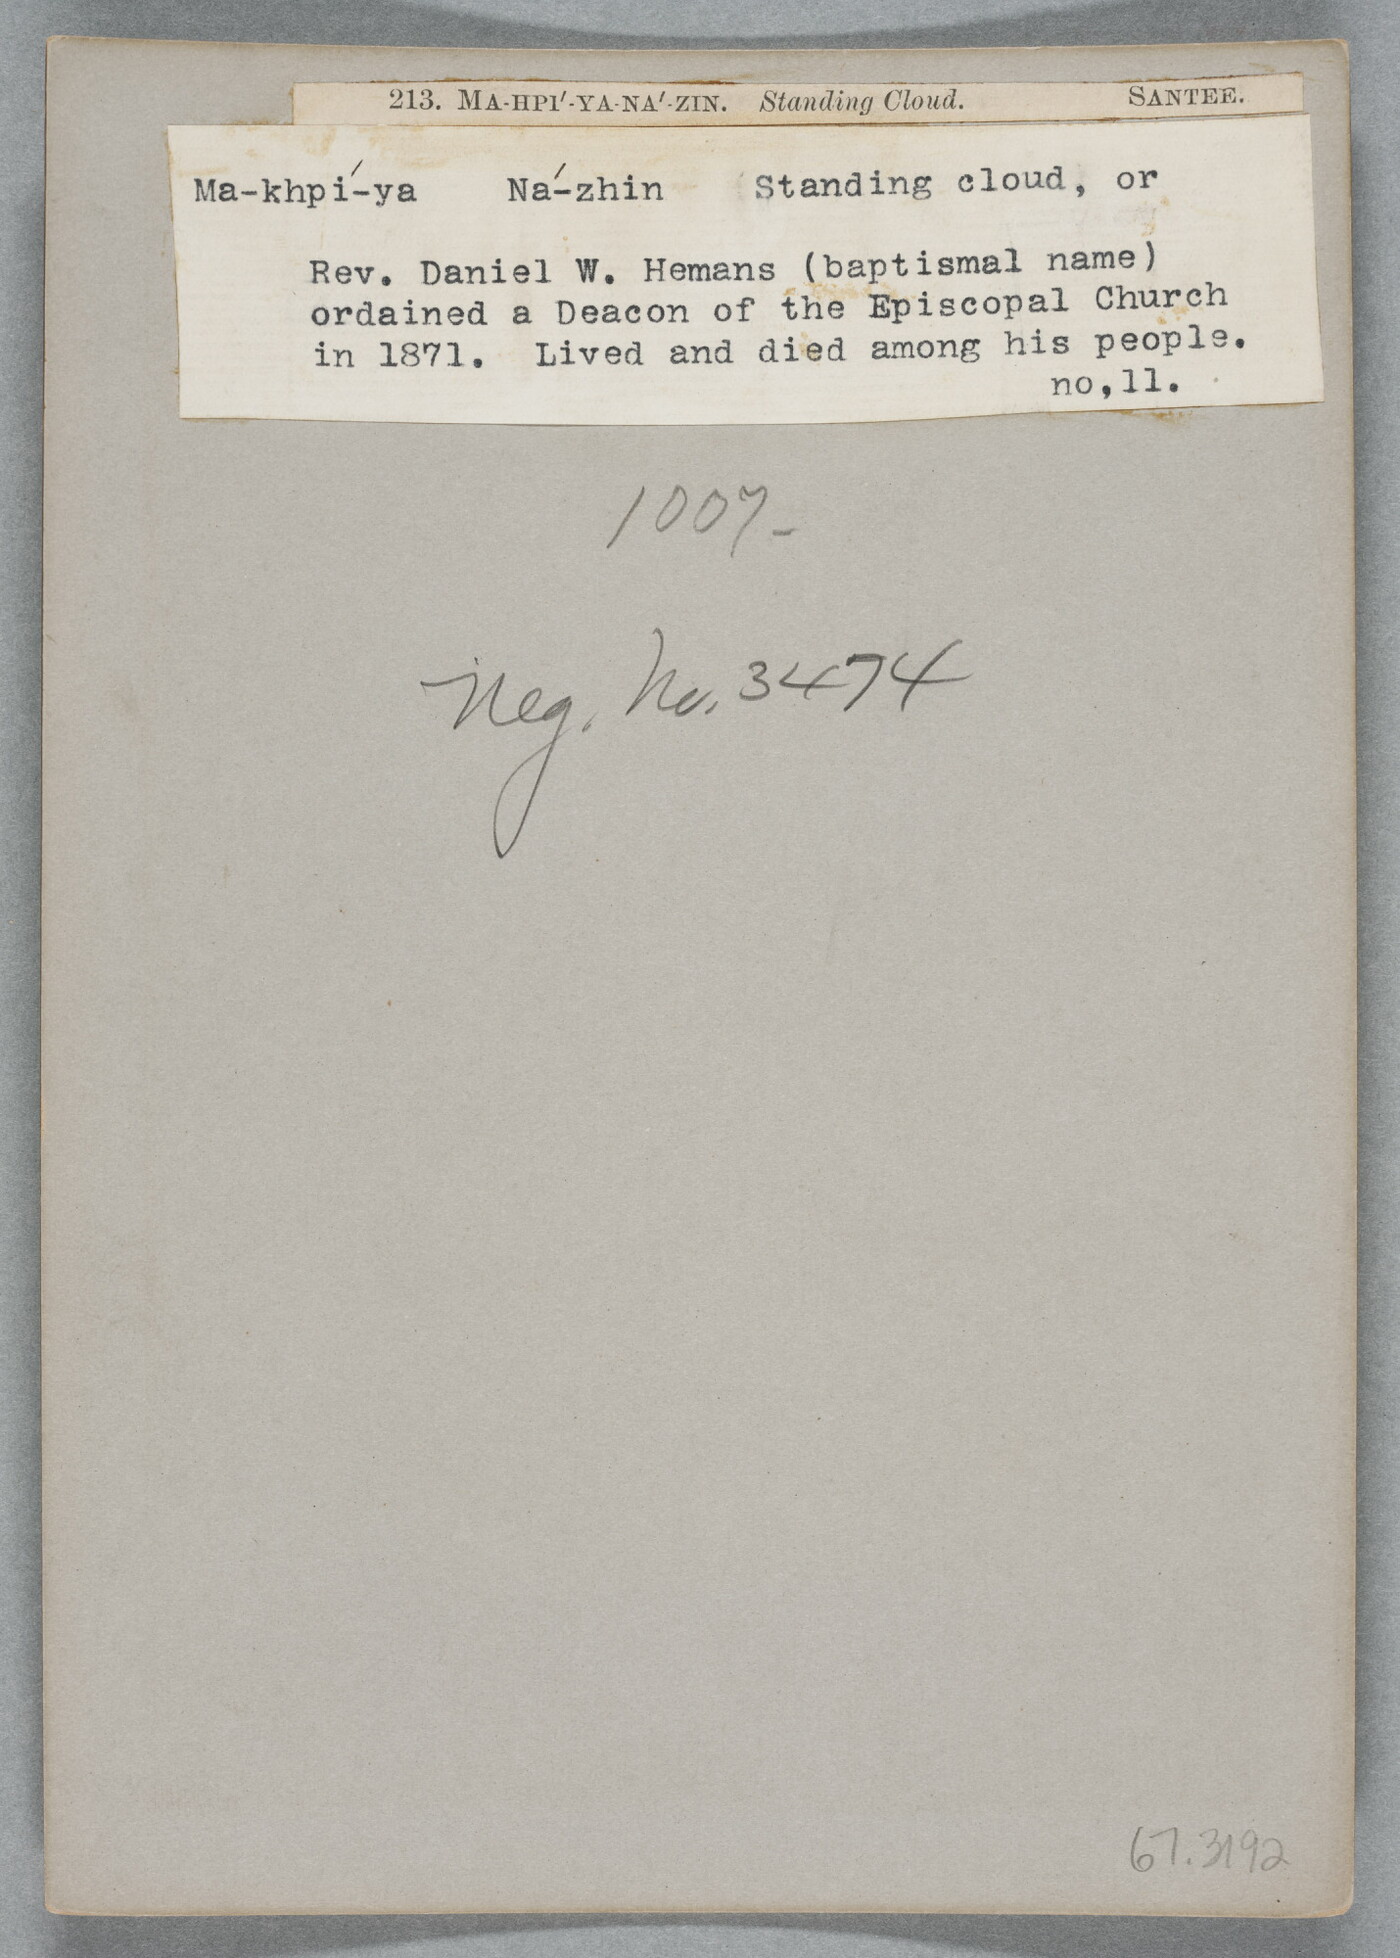 213. MA-HPI′-YA-NA′-ZIN. Standing Cloud. SANTEE.
Ma-khpí-ya Ná-zhin Standing cloud, or
Rev. Daniel W. Hemans (baptismal name)
ordained a Deacon of the Episcopal Church
in 1871. Lived and died among his people.
no,11.
1007-
Neg. No. 3474
67.3192